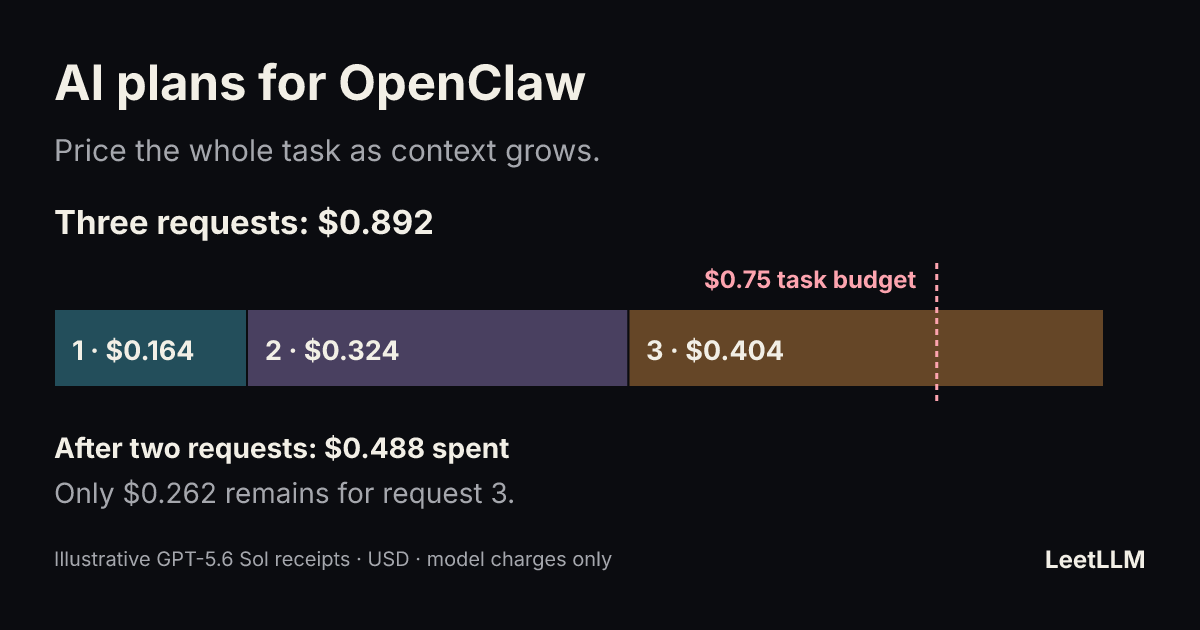 AI plans for OpenClaw
Price the whole task as context grows.
Three requests: $0.892
$0.75 task budget
1 · $0.164
2 · $0.324
3 · $0.404
After two requests: $0.488 spent
Only $0.262 remains for request 3.
Illustrative GPT-5.6 Sol receipts · USD · model charges only
LeetLLM